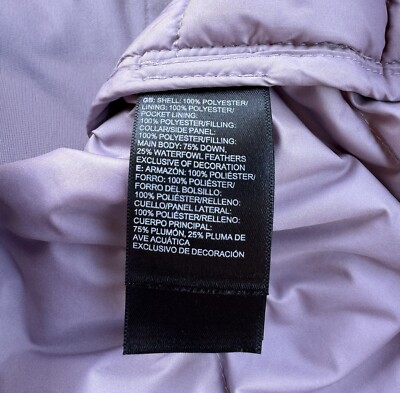 GB: SHELL: 100% POLYESTER/
LINING: 100% POLYESTER/
POCKET LINING:
100% POLYESTER/FILLING:
COLLAR/SIDE PANEL:
100% POLYESTER/FILLING:
MAIN BODY: 75% DOWN,
25% WATERFOWL FEATHERS
EXCLUSIVE OF DECORATION
E: ARMAZÓN: 100% POLIÉSTER/
FORRO: 100% POLIÉSTER/
FORRO DEL BOLSILLO:
100% POLIÉSTER/RELLENO:
CUELLO/PANEL LATERAL:
100% POLIÉSTER/RELLENO:
CUERPO PRINCIPAL:
75% PLUMÓN, 25% PLUMA DE
AVE ACUÁTICA
EXCLUSIVO DE DECORACIÓN